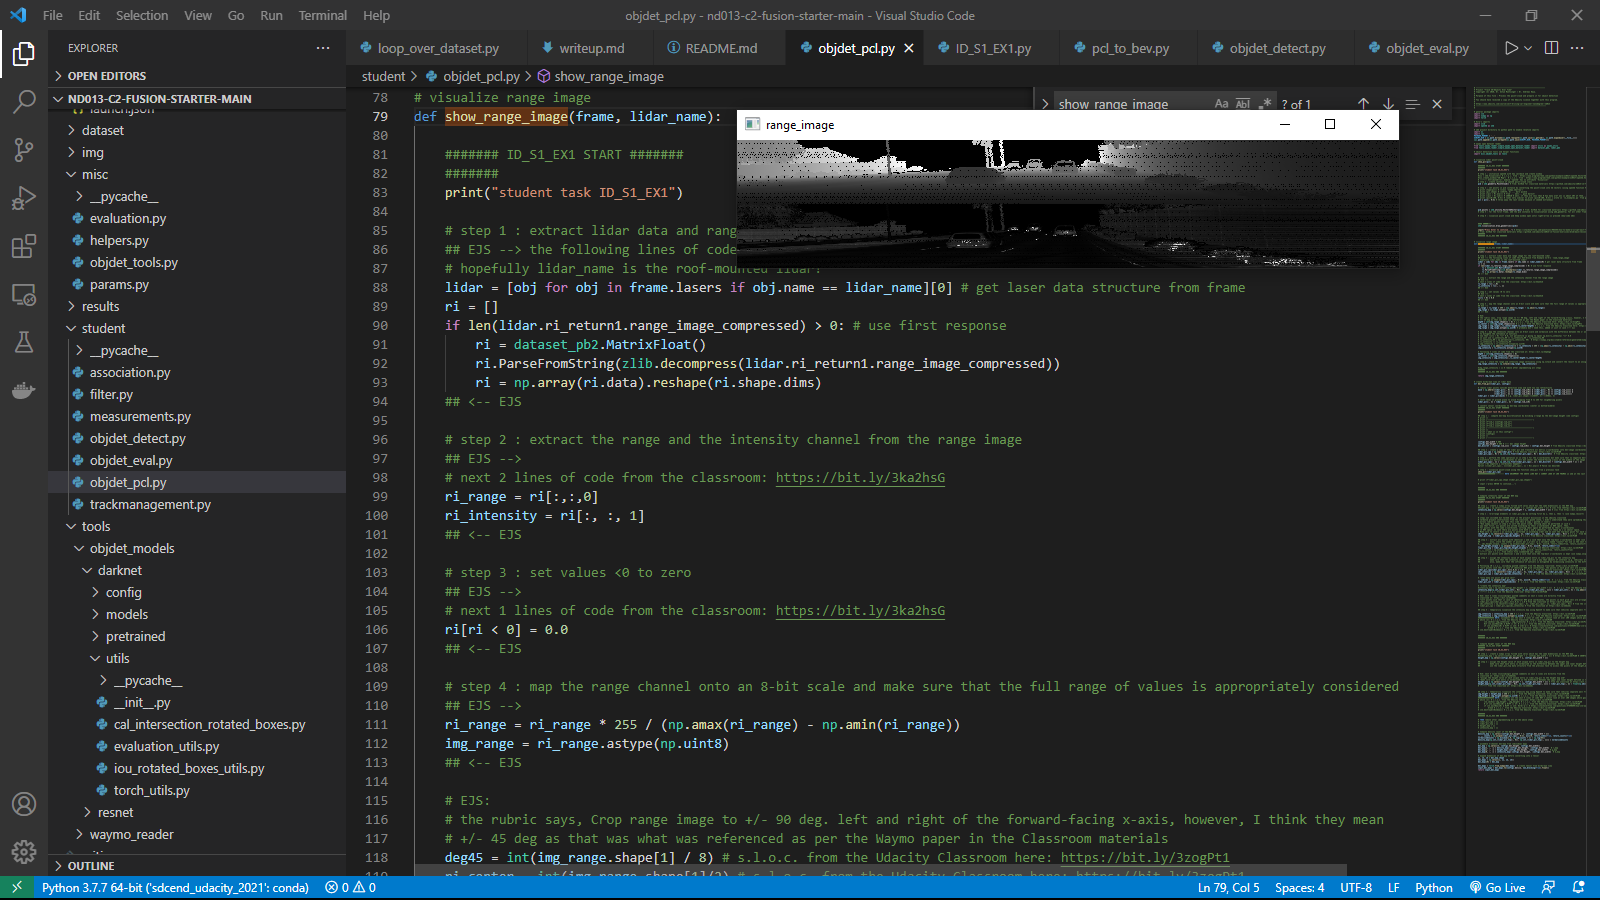 File Edit Selection View Go Run Terminal Help
objdet_pcl.py - nd013-c2-fusion-starter-main - Visual Studio Code
EXPLORER
OPEN EDITORS
ND013-C2-FUSION-STARTER-MAIN
launch.json
dataset
img
misc
__pycache__
evaluation.py
helpers.py
objdet_tools.py
params.py
results
student
__pycache__
association.py
filter.py
measurements.py
objdet_detect.py
objdet_eval.py
objdet_pcl.py
trackmanagement.py
tools
objdet_models
darknet
config
models
pretrained
utils
__pycache__
__init__.py
cal_intersection_rotated_boxes.py
evaluation_utils.py
iou_rotated_boxes_utils.py
torch_utils.py
resnet
waymo_reader
OUTLINE
loop_over_dataset.py writeup.md README.md objdet_pcl.py ID_S1_EX1.py pcl_to_bev.py objdet_detect.py objdet_eval.py
student > objdet_pcl.py > show_range_image
show_range_image Aa Abl .* ? of 1
range_image
78 # visualize range image
79 def show_range_image(frame, lidar_name):
80
81 ####### ID_S1_EX1 START #######
82 #######
83 print("student task ID_S1_EX1")
84
85 # step 1 : extract lidar data and rang
86 ## EJS --> the following lines of code
87 # hopefully lidar_name is the roof-mounted lidar!
88 lidar = [obj for obj in frame.lasers if obj.name == lidar_name][0] # get laser data structure from frame
89 ri = []
90 if len(lidar.ri_return1.range_image_compressed) > 0: # use first response
91 ri = dataset_pb2.MatrixFloat()
92 ri.ParseFromString(zlib.decompress(lidar.ri_return1.range_image_compressed))
93 ri = np.array(ri.data).reshape(ri.shape.dims)
94 ## <-- EJS
95
96 # step 2 : extract the range and the intensity channel from the range image
97 ## EJS -->
98 # next 2 lines of code from the classroom: https://bit.ly/3ka2hsG
99 ri_range = ri[:,:,0]
100 ri_intensity = ri[:, :, 1]
101 ## <-- EJS
102
103 # step 3 : set values <0 to zero
104 ## EJS -->
105 # next 1 lines of code from the classroom: https://bit.ly/3ka2hsG
106 ri[ri < 0] = 0.0
107 ## <-- EJS
108
109 # step 4 : map the range channel onto an 8-bit scale and make sure that the full range of values is appropriately considered
110 ## EJS -->
111 ri_range = ri_range * 255 / (np.amax(ri_range) - np.amin(ri_range))
112 img_range = ri_range.astype(np.uint8)
113 ## <-- EJS
114
115 # EJS:
116 # the rubric says, Crop range image to +/- 90 deg. left and right of the forward-facing x-axis, however, I think they mean
117 # +/- 45 deg as that was what was referenced as per the Waymo paper in the Classroom materials
118 deg45 = int(img_range.shape[1] / 8) # s.l.o.c. from the Udacity Classroom here: https://bit.ly/3zogPt1
119 ri_center = int(img_range.shape[1]/2) # s.l.o.c. from the Udacity Classroom here: https://bit.ly/3zogPt1
Python 3.7.7 64-bit ('sdcend_udacity_2021': conda) 0 0 Ln 79, Col 5 Spaces: 4 UTF-8 LF Python Go Live